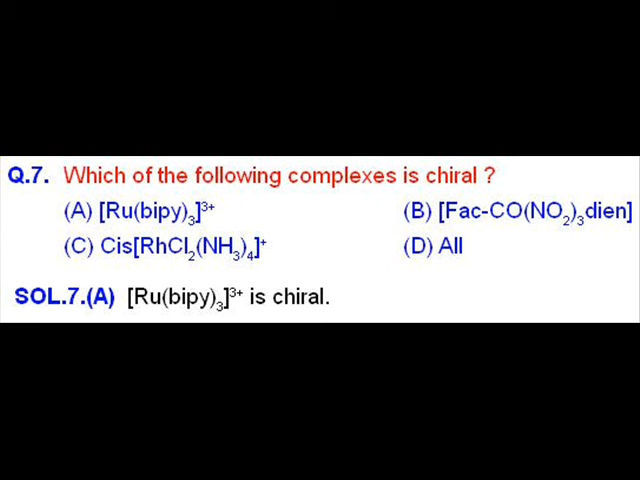 Q.7. Which of the following complexes is chiral ?
(A) [Ru(bipy)₃]³⁺ (B) [Fac-CO(NO₂)₃dien]
(C) Cis[RhCl₂(NH₃)₄]⁺ (D) All
SOL.7.(A) [Ru(bipy)₃]³⁺ is chiral.